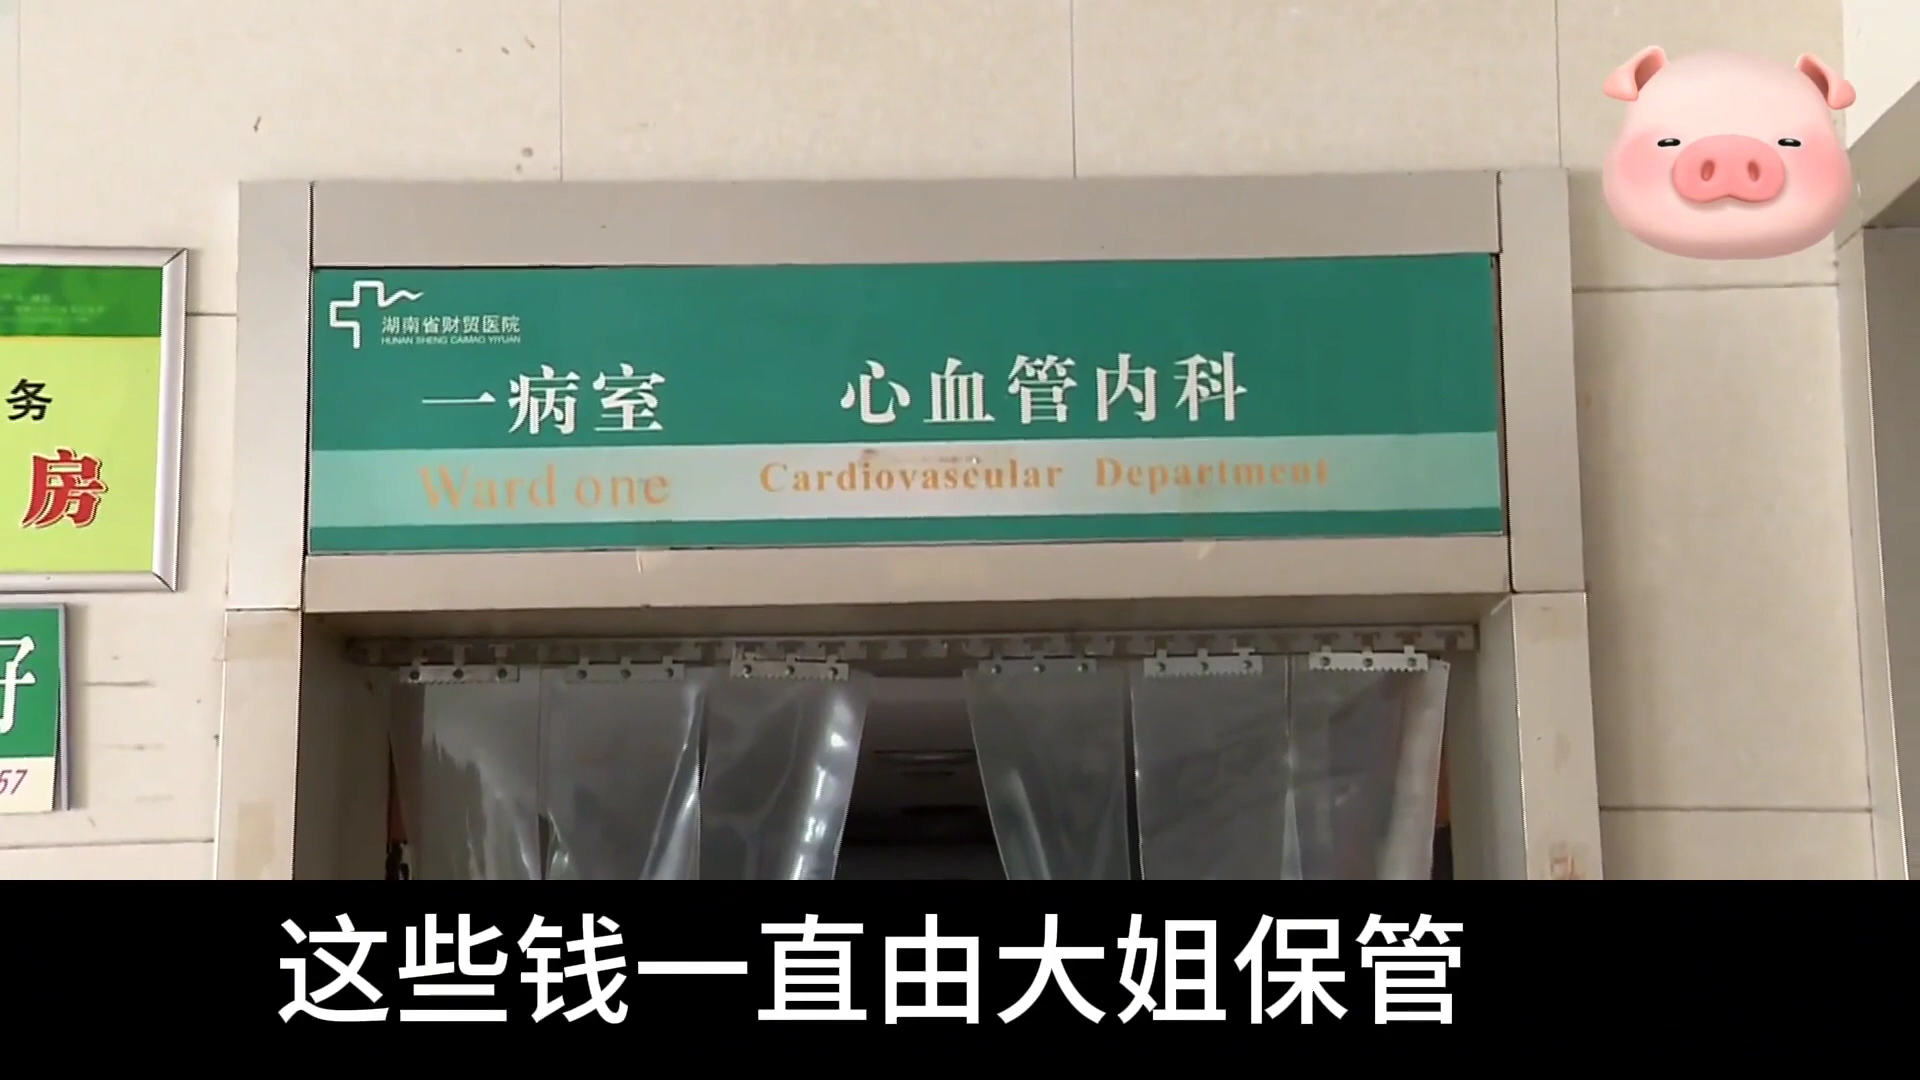 湖南省财贸医院
HUNAN SHENG CAIMAO YIYUAN
一病室 心血管内科
Ward one Cardiovascular Department
务
房
好
57
这些钱一直由大姐保管